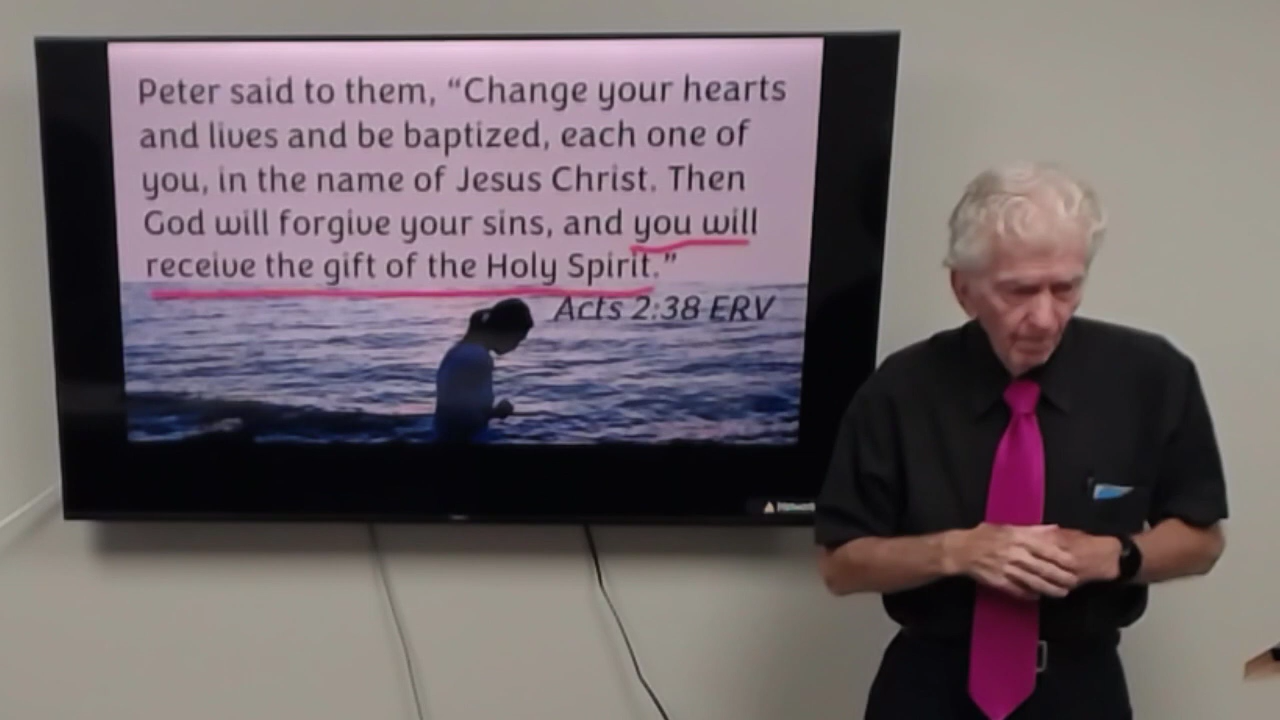 Peter said to them, “Change your hearts
and lives and be baptized, each one of
you, in the name of Jesus Christ. Then
God will forgive your sins, and you will
receive the gift of the Holy Spirit.”
Acts 2:38 ERV